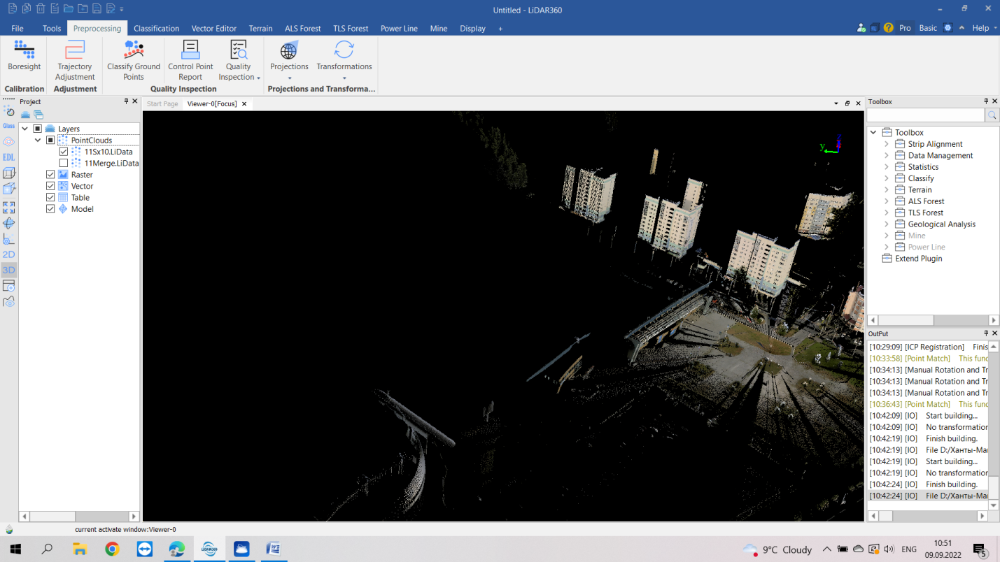 Untitled - LiDAR360
File Tools Preprocessing Classification Vector Editor Terrain ALS Forest TLS Forest Power Line Mine Display + Pro Basic Help
Boresight
Trajectory Adjustment
Classify Ground Points
Control Point Report
Quality Inspection
Projections
Transformations
Calibration Adjustment Quality Inspection Projections and Transforma...
Project
Start Page Viewer-0[Focus]
Toolbox
Glass
EDL
2D
3D
Layers
PointClouds
11Sx10.LiData
11Merge.LiData
Raster
Vector
Table
Model
y
z
Toolbox
Strip Alignment
Data Management
Statistics
Classify
Terrain
ALS Forest
TLS Forest
Geological Analysis
Mine
Power Line
Extend Plugin
OutPut
[10:29:09] [ICP Registration] Finis
[10:33:58] [Point Match] This func
[10:34:13] [Manual Rotation and Tr
[10:34:13] [Manual Rotation and Tr
[10:34:13] [Manual Rotation and Tr
[10:36:43] [Point Match] This func
[10:42:09] [IO] Start building...
[10:42:09] [IO] No transformation
[10:42:19] [IO] Finish building.
[10:42:19] [IO] File D:/Ханты-Ма
[10:42:19] [IO] Start building...
[10:42:19] [IO] No transformation
[10:42:24] [IO] Finish building.
[10:42:24] [IO] File D:/Ханты-Ма
current activate window:Viewer-0
LiDAR360
9°C Cloudy
ENG
10:51
09.09.2022
5